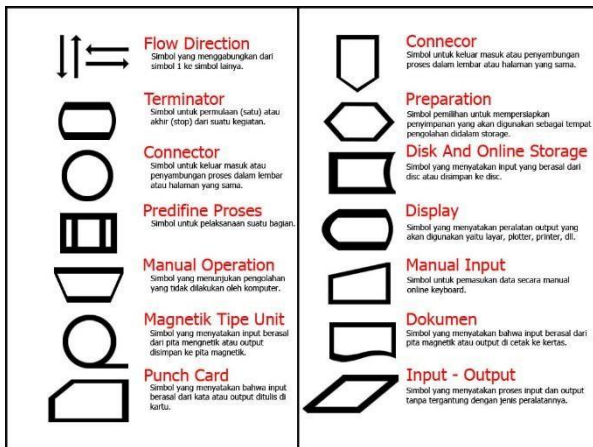 Flow Direction
Simbol yang menggabungkan dari
simbol 1 ke simbol lainya.
Terminator
Simbol untuk permulaan (satu) atau
akhir (stop) dari suatu kegiatan.
Connector
Simbol untuk keluar masuk atau
penyambungan proses dalam lembar
atau halaman yang sama.
Predifine Proses
Simbol untuk pelaksanaan suatu bagian.
Manual Operation
Simbol yang menunjukan pengolahan
yang tidak dilakukan oleh komputer.
Magnetik Tipe Unit
Simbol yang menyatakan input berasal
dari pita mengnetik atau output
disimpan ke pita magnetik.
Punch Card
Simbol yang menyatakan bahwa input
berasal dari kata atau output ditulis di
kartu.
Connecor
Simbol untuk keluar masuk atau penyambungan
proses dalam lembar atau halaman yang sama.
Preparation
Simbol pemilihan untuk mempersiapkan
penyimpanan yang akan digunakan sebagai tempat
pengolahan didalam storage.
Disk And Online Storage
Simbol yang menyatakan input yang berasal dari
disc atau disimpan ke disc.
Display
Simbol yang menyatakan peralatan output yang
akan digunakan yaitu layar, plotter, printer, dll.
Manual Input
Simbol untuk pemasukan data secara manual
online keyboard.
Dokumen
Simbol yang menyatakan bahwa input berasal dari
pita magnetik atau output di cetak ke kertas.
Input - Output
Simbol yang menyatakan proses input dan output
tanpa tergantung dengan jenis peralatannya.